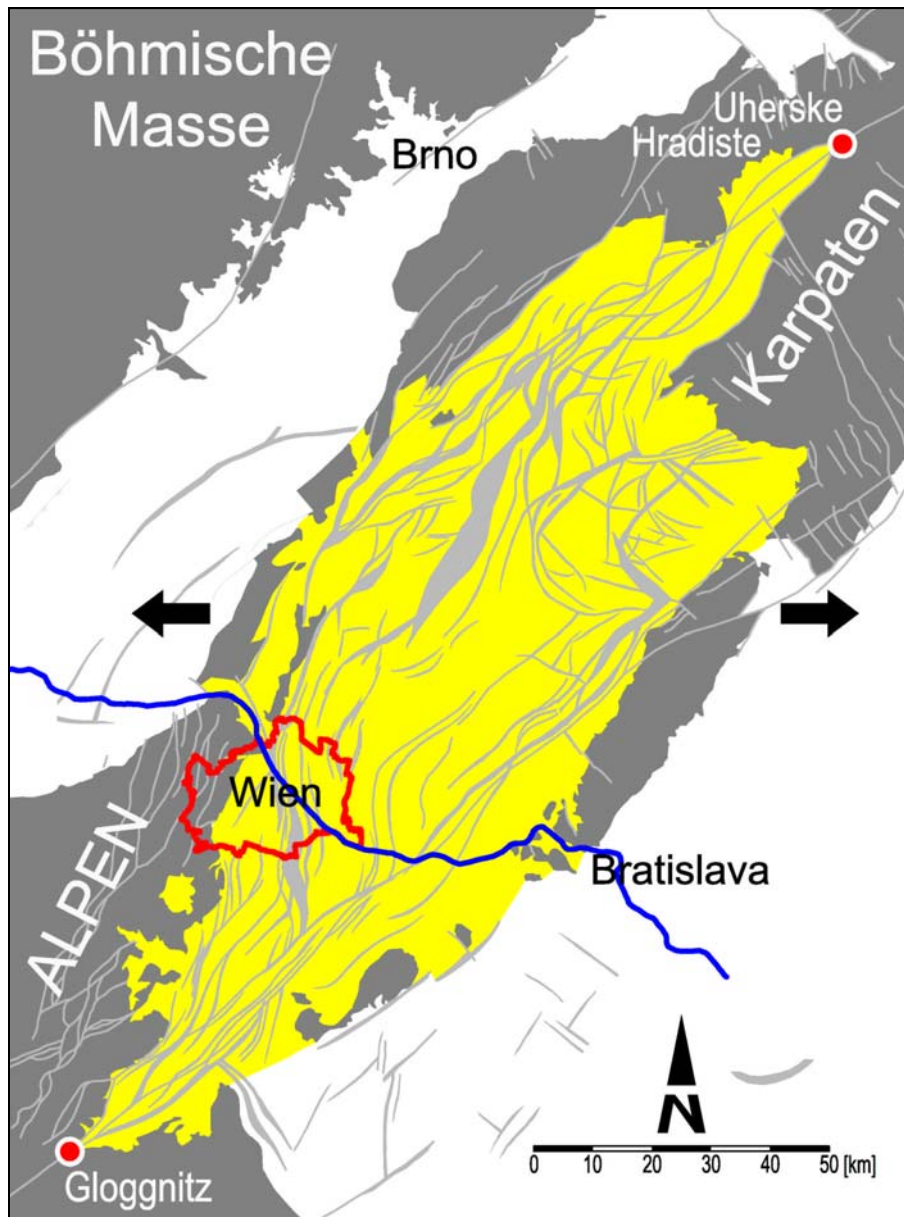 Böhmische
Masse
Brno
Uherske
Hradiste
Karpaten
Wien
ALPEN
Bratislava
N
0 10 20 30 40 50 [km]
Gloggnitz